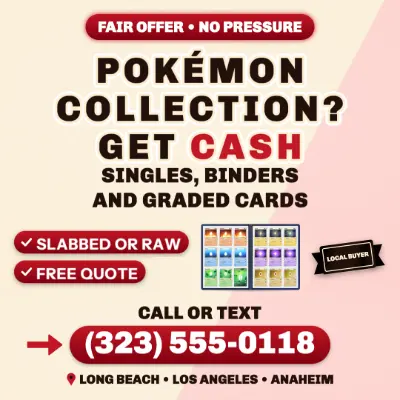 FAIR OFFER • NO PRESSURE
POKÉMON
COLLECTION?
GET CASH
SINGLES, BINDERS
AND GRADED CARDS
SLABBED OR RAW
FREE QUOTE
LOCAL BUYER
CALL OR TEXT
(323) 555-0118
LONG BEACH • LOS ANGELES • ANAHEIM